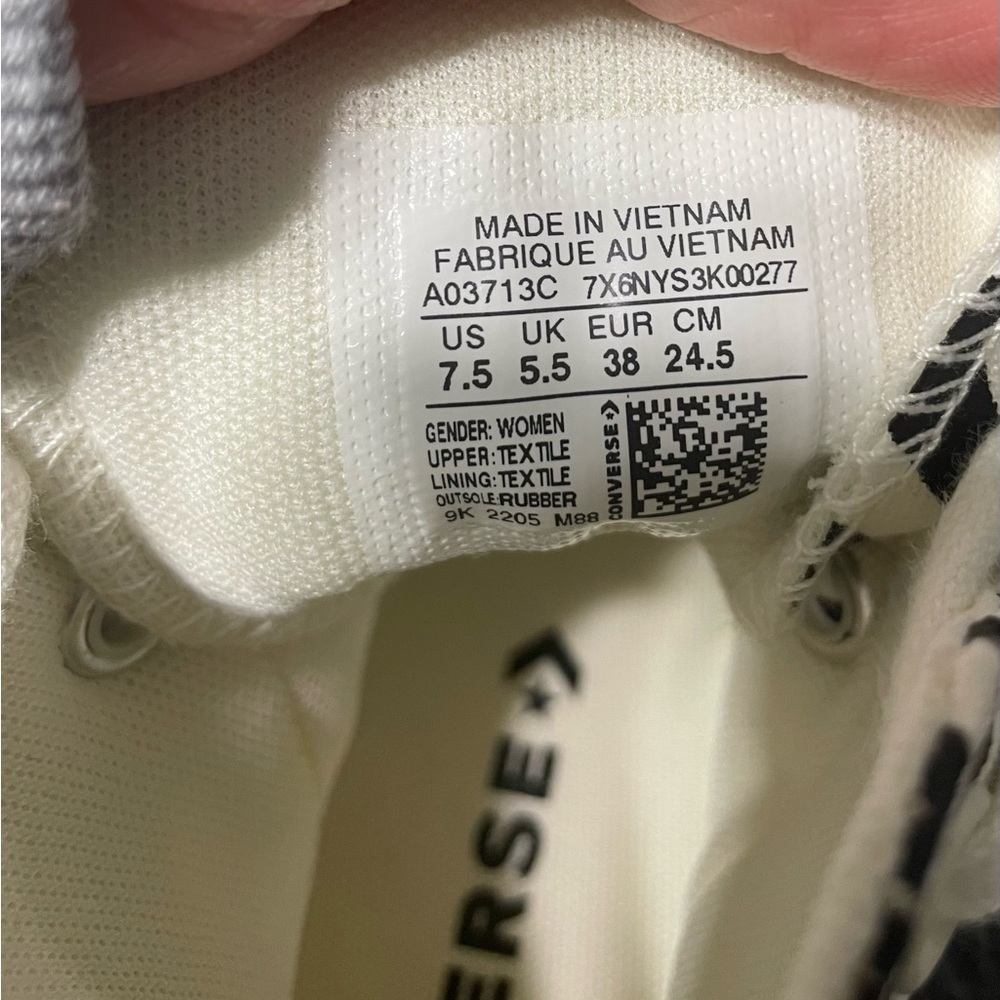 MADE IN VIETNAM
FABRIQUE AU VIETNAM
A03713C 7X6NYS3K00277
US UK EUR CM
7.5 5.5 38 24.5
GENDER: WOMEN
UPPER: TEXTILE
LINING: TEXTILE
OUTSOLE: RUBBER
9K 2205 M88
CONVERSE
ERSE